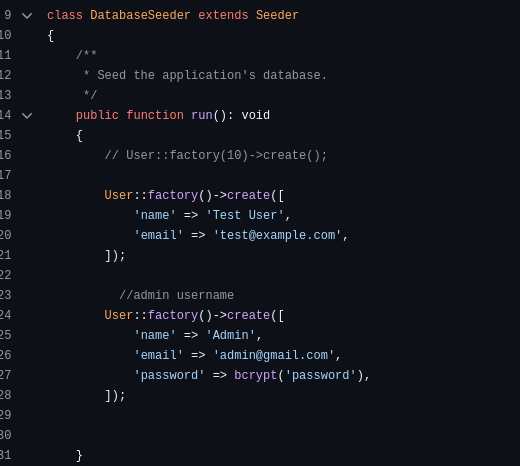 9 class DatabaseSeeder extends Seeder
10 {
11 /**
12 * Seed the application's database.
13 */
14 public function run(): void
15 {
16 // User::factory(10)->create();
17
18 User::factory()->create([
19 'name' => 'Test User',
20 'email' => 'test@example.com',
21 ]);
22
23 //admin username
24 User::factory()->create([
25 'name' => 'Admin',
26 'email' => 'admin@gmail.com',
27 'password' => bcrypt('password'),
28 ]);
29
30
31 }